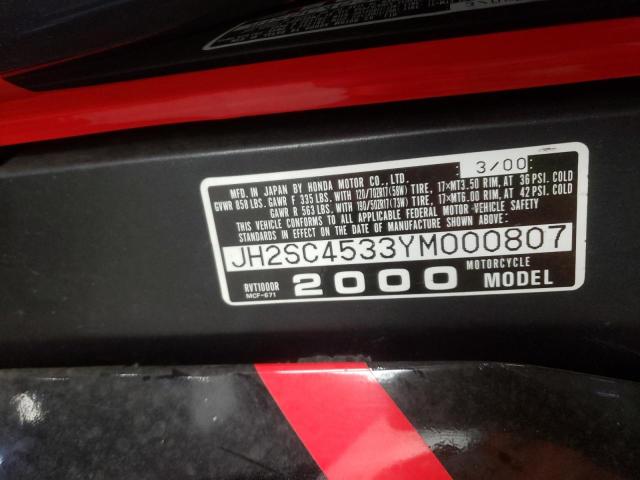 3/00
MFD. IN JAPAN BY HONDA MOTOR CO., LTD.
GVWR 858 LBS. GAWR F 335 LBS. WITH 120/70ZR17(58W) TIRE, 17×MT3.50 RIM, AT 36 PSI. COLD
GAWR R 563 LBS. WITH 190/50ZR17(73W) TIRE, 17×MT6.00 RIM, AT 42 PSI. COLD
THIS VEHICLE CONFORMS TO ALL APPLICABLE FEDERAL MOTOR-VEHICLE SAFETY
STANDARDS IN EFFECT ON THE DATE OF MANUFACTURE SHOWN ABOVE.
JH2SC4533YM000807
RVT1000R 2000 MOTORCYCLE
MCF-671 MODEL